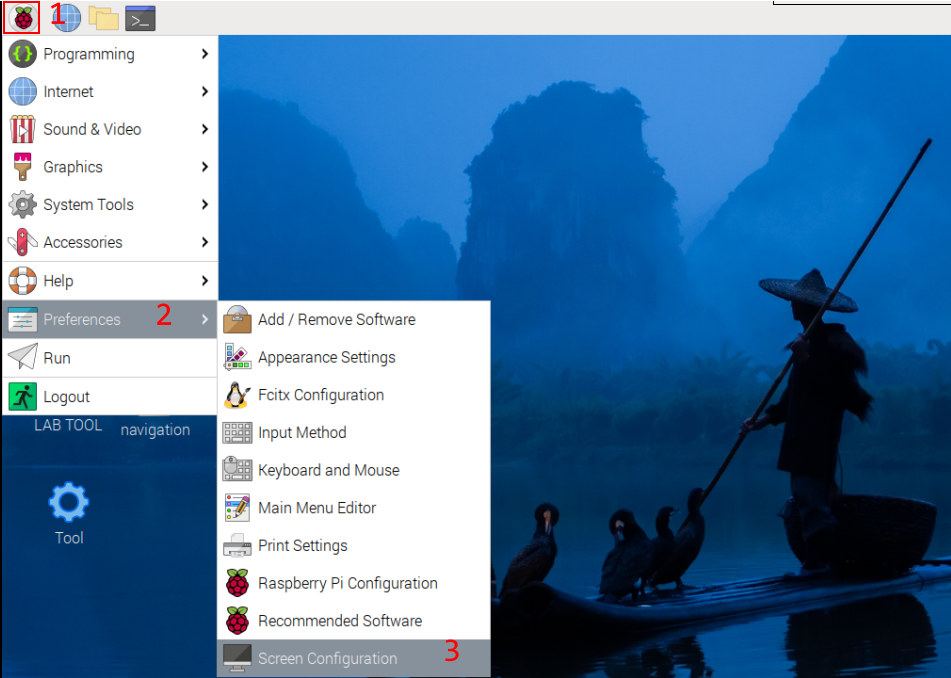 1
>_
Programming
Internet
Sound & Video
Graphics
System Tools
Accessories
Help
Preferences 2
Run
Logout
Add / Remove Software
Appearance Settings
Fcitx Configuration
Input Method
Keyboard and Mouse
Main Menu Editor
Print Settings
Raspberry Pi Configuration
Recommended Software
Screen Configuration 3
LAB TOOL
navigation
Tool